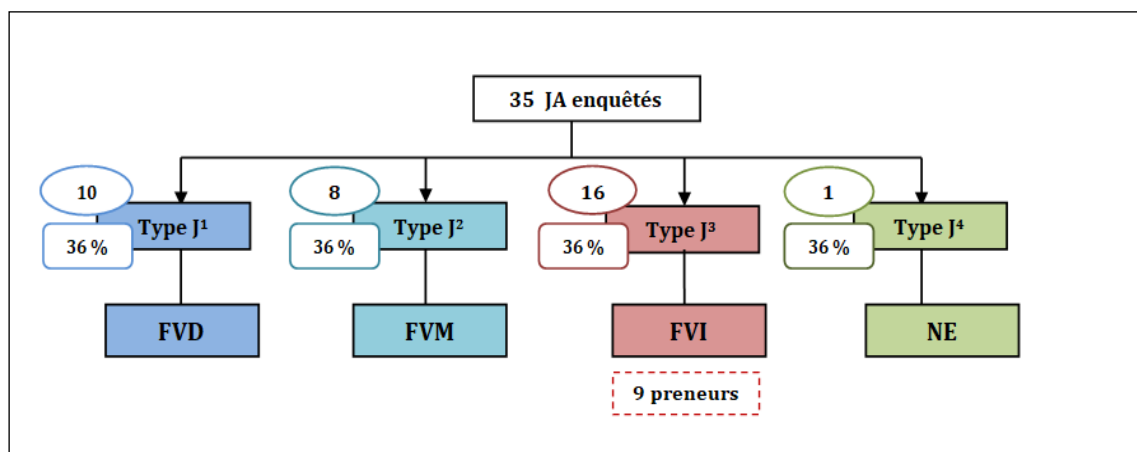 35 JA enquêtés
10
8
16
1
Type J¹
Type J²
Type J³
Type J⁴
36 %
36 %
36 %
36 %
FVD
FVM
FVI
NE
9 preneurs